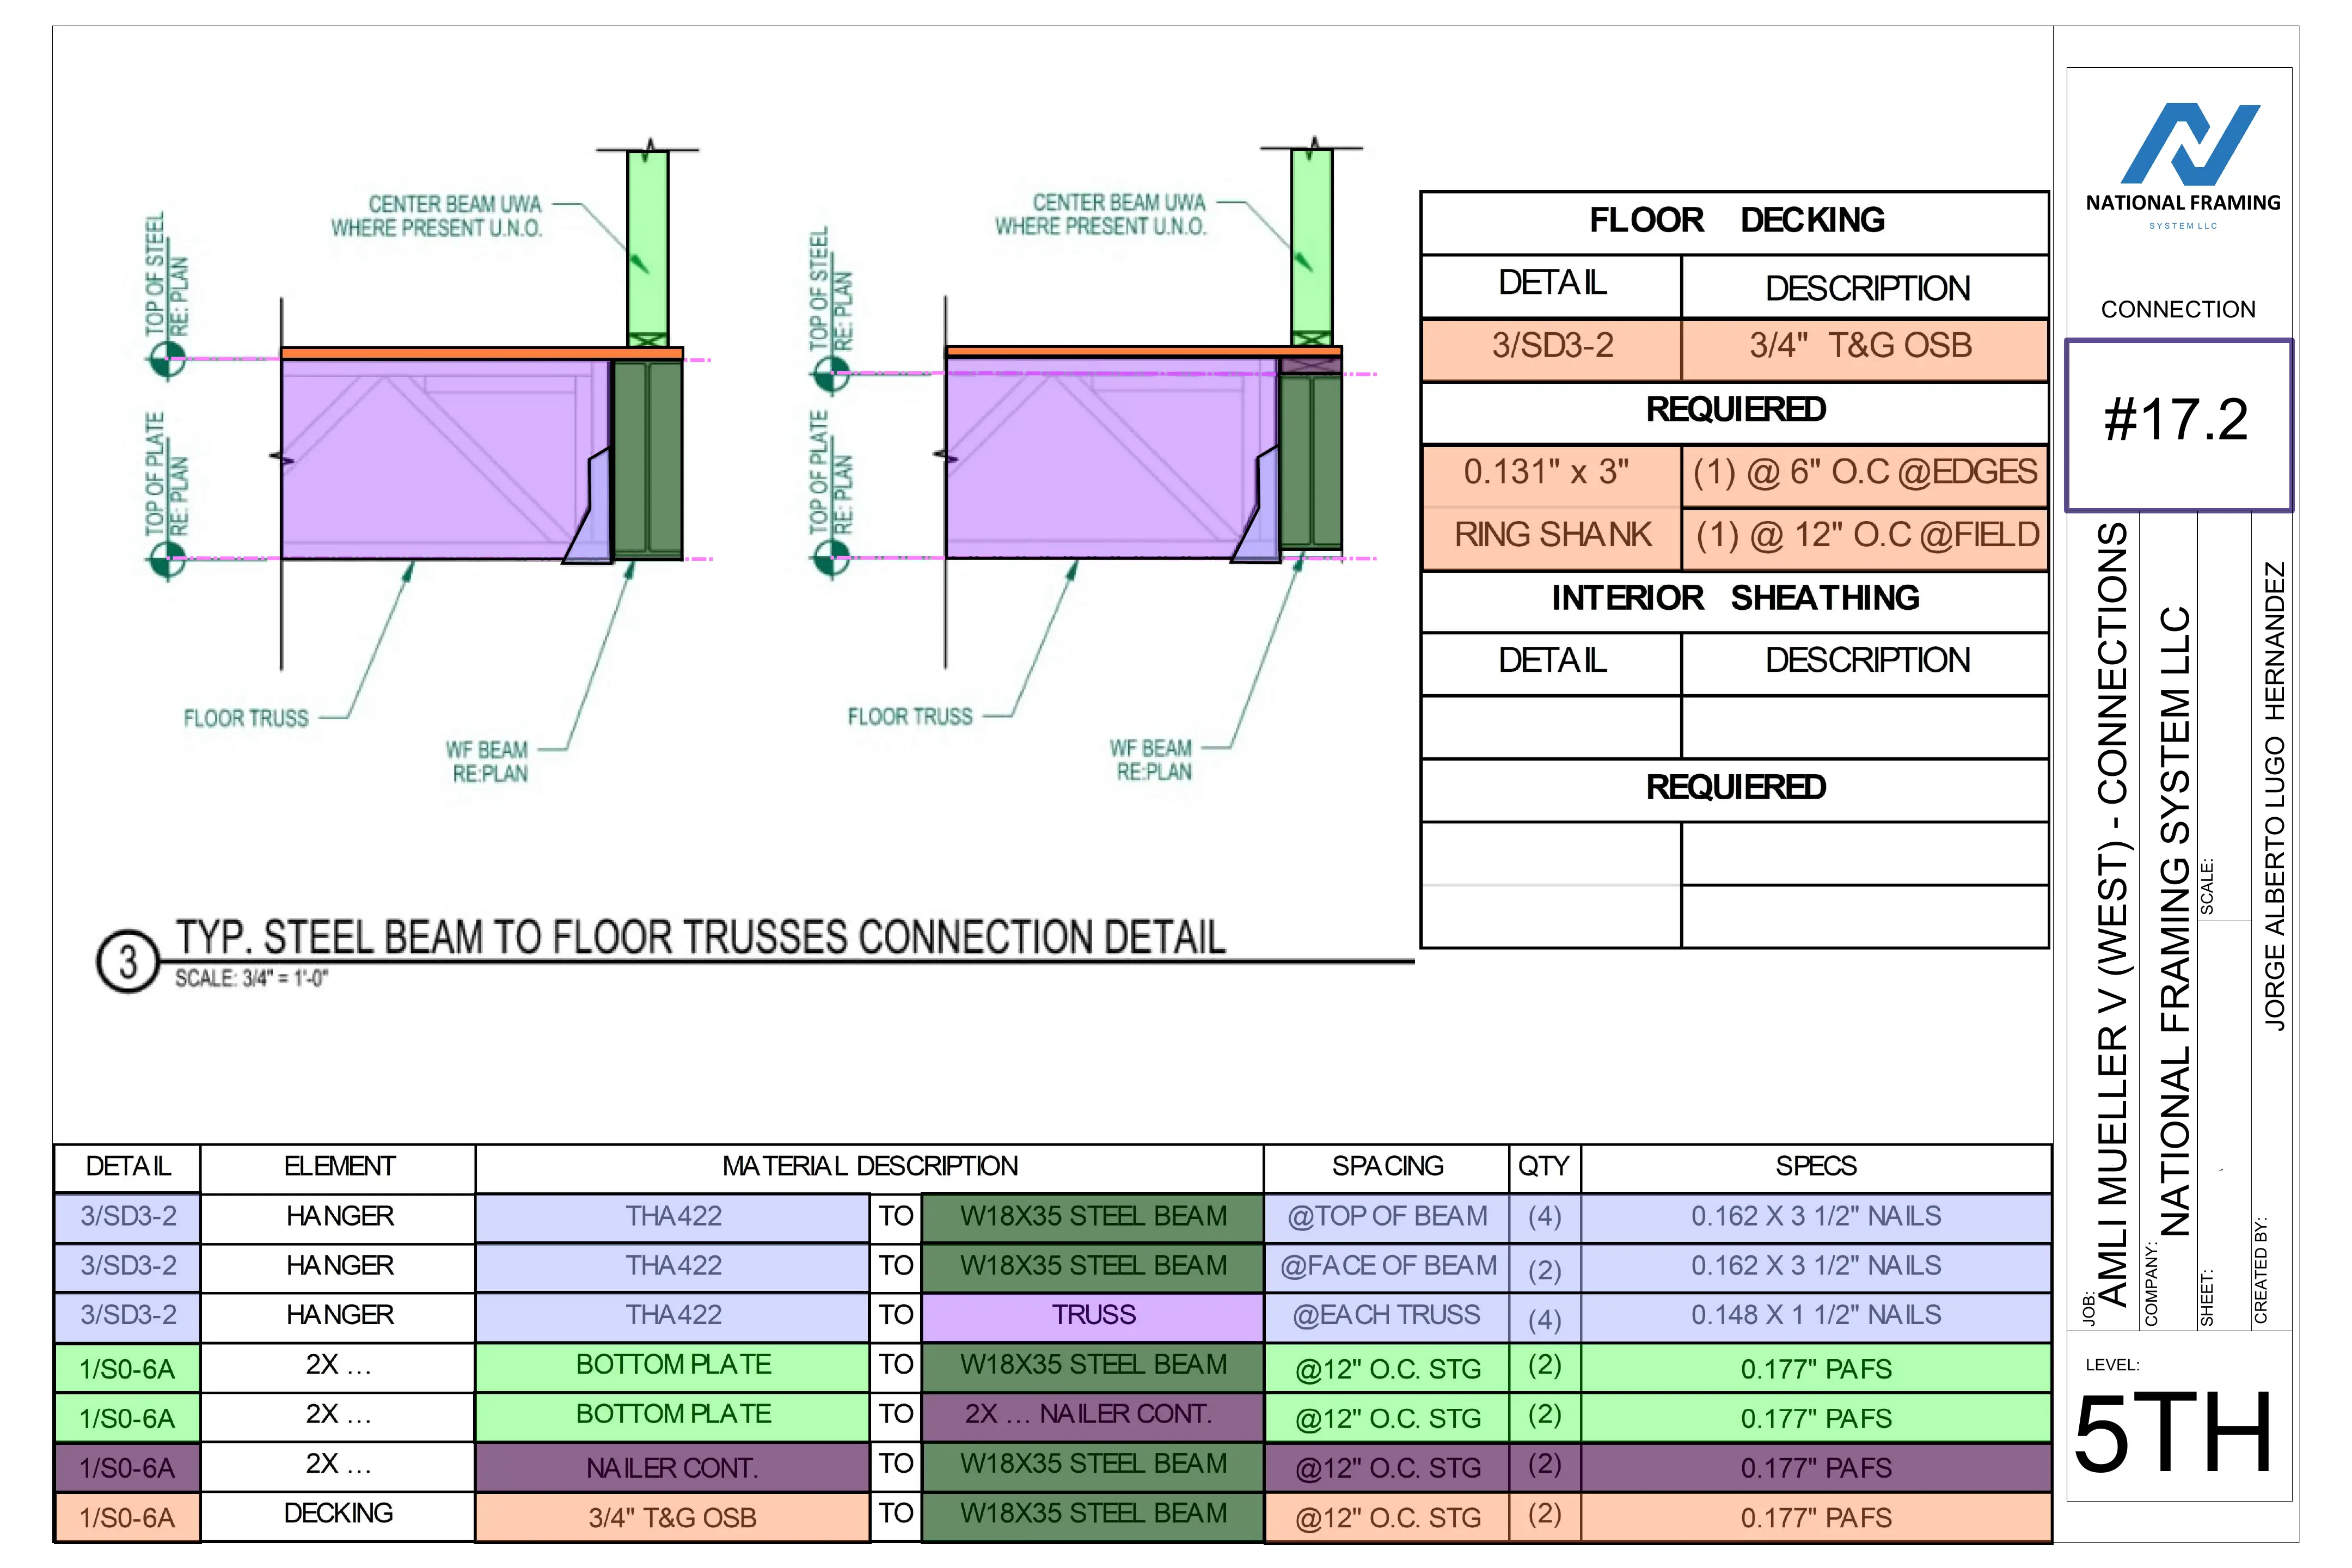 CENTER BEAM UWA
WHERE PRESENT U.N.O.
TOP OF STEEL
RE: PLAN
TOP OF PLATE
RE: PLAN
FLOOR TRUSS
WF BEAM
RE:PLAN
CENTER BEAM UWA
WHERE PRESENT U.N.O.
TOP OF STEEL
RE: PLAN
TOP OF PLATE
RE: PLAN
FLOOR TRUSS
WF BEAM
RE:PLAN
3 TYP. STEEL BEAM TO FLOOR TRUSSES CONNECTION DETAIL
SCALE: 3/4" = 1'-0"
FLOOR DECKING
DETAIL DESCRIPTION
3/SD3-2 3/4" T&G OSB
REQUIERED
0.131" x 3" (1) @ 6" O.C @EDGES
RING SHANK (1) @ 12" O.C @FIELD
INTERIOR SHEATHING
DETAIL DESCRIPTION
REQUIERED
DETAIL ELEMENT MATERIAL DESCRIPTION SPACING QTY SPECS
3/SD3-2 HANGER THA422 TO W18X35 STEEL BEAM @TOP OF BEAM (4) 0.162 X 3 1/2" NAILS
3/SD3-2 HANGER THA422 TO W18X35 STEEL BEAM @FACE OF BEAM (2) 0.162 X 3 1/2" NAILS
3/SD3-2 HANGER THA422 TO TRUSS @EACH TRUSS (4) 0.148 X 1 1/2" NAILS
1/S0-6A 2X ... BOTTOM PLATE TO W18X35 STEEL BEAM @12" O.C. STG (2) 0.177" PAFS
1/S0-6A 2X ... BOTTOM PLATE TO 2X ... NAILER CONT. @12" O.C. STG (2) 0.177" PAFS
1/S0-6A 2X ... NAILER CONT. TO W18X35 STEEL BEAM @12" O.C. STG (2) 0.177" PAFS
1/S0-6A DECKING 3/4" T&G OSB TO W18X35 STEEL BEAM @12" O.C. STG (2) 0.177" PAFS
NATIONAL FRAMING
SYSTEM LLC
CONNECTION
#17.2
JOB:
AMLI MUELLER V (WEST) - CONNECTIONS
COMPANY:
NATIONAL FRAMING SYSTEM LLC
SHEET:
SCALE:
CREATED BY:
JORGE ALBERTO LUGO HERNANDEZ
LEVEL:
5TH